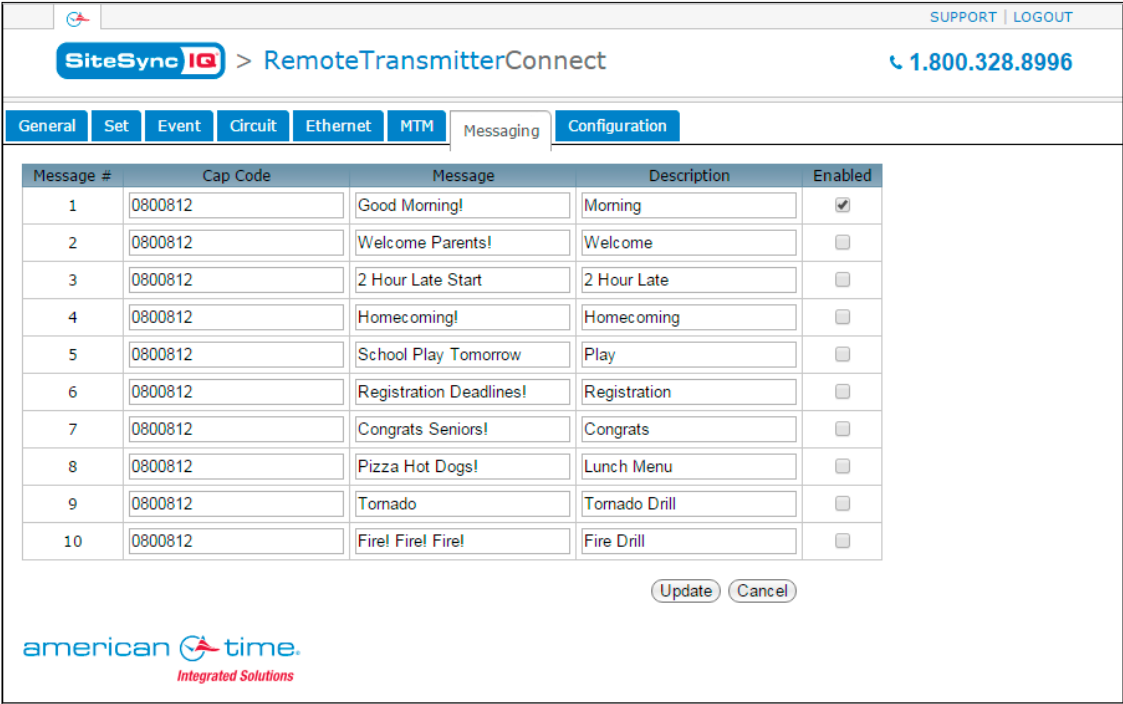 SUPPORT | LOGOUT
SiteSync IQ > RemoteTransmitterConnect 1.800.328.8996
General Set Event Circuit Ethernet MTM Messaging Configuration
Message # Cap Code Message Description Enabled
1 0800812 Good Morning! Morning
2 0800812 Welcome Parents! Welcome
3 0800812 2 Hour Late Start 2 Hour Late
4 0800812 Homecoming! Homecoming
5 0800812 School Play Tomorrow Play
6 0800812 Registration Deadlines! Registration
7 0800812 Congrats Seniors! Congrats
8 0800812 Pizza Hot Dogs! Lunch Menu
9 0800812 Tornado Tornado Drill
10 0800812 Fire! Fire! Fire! Fire Drill
Update Cancel
american time.
Integrated Solutions